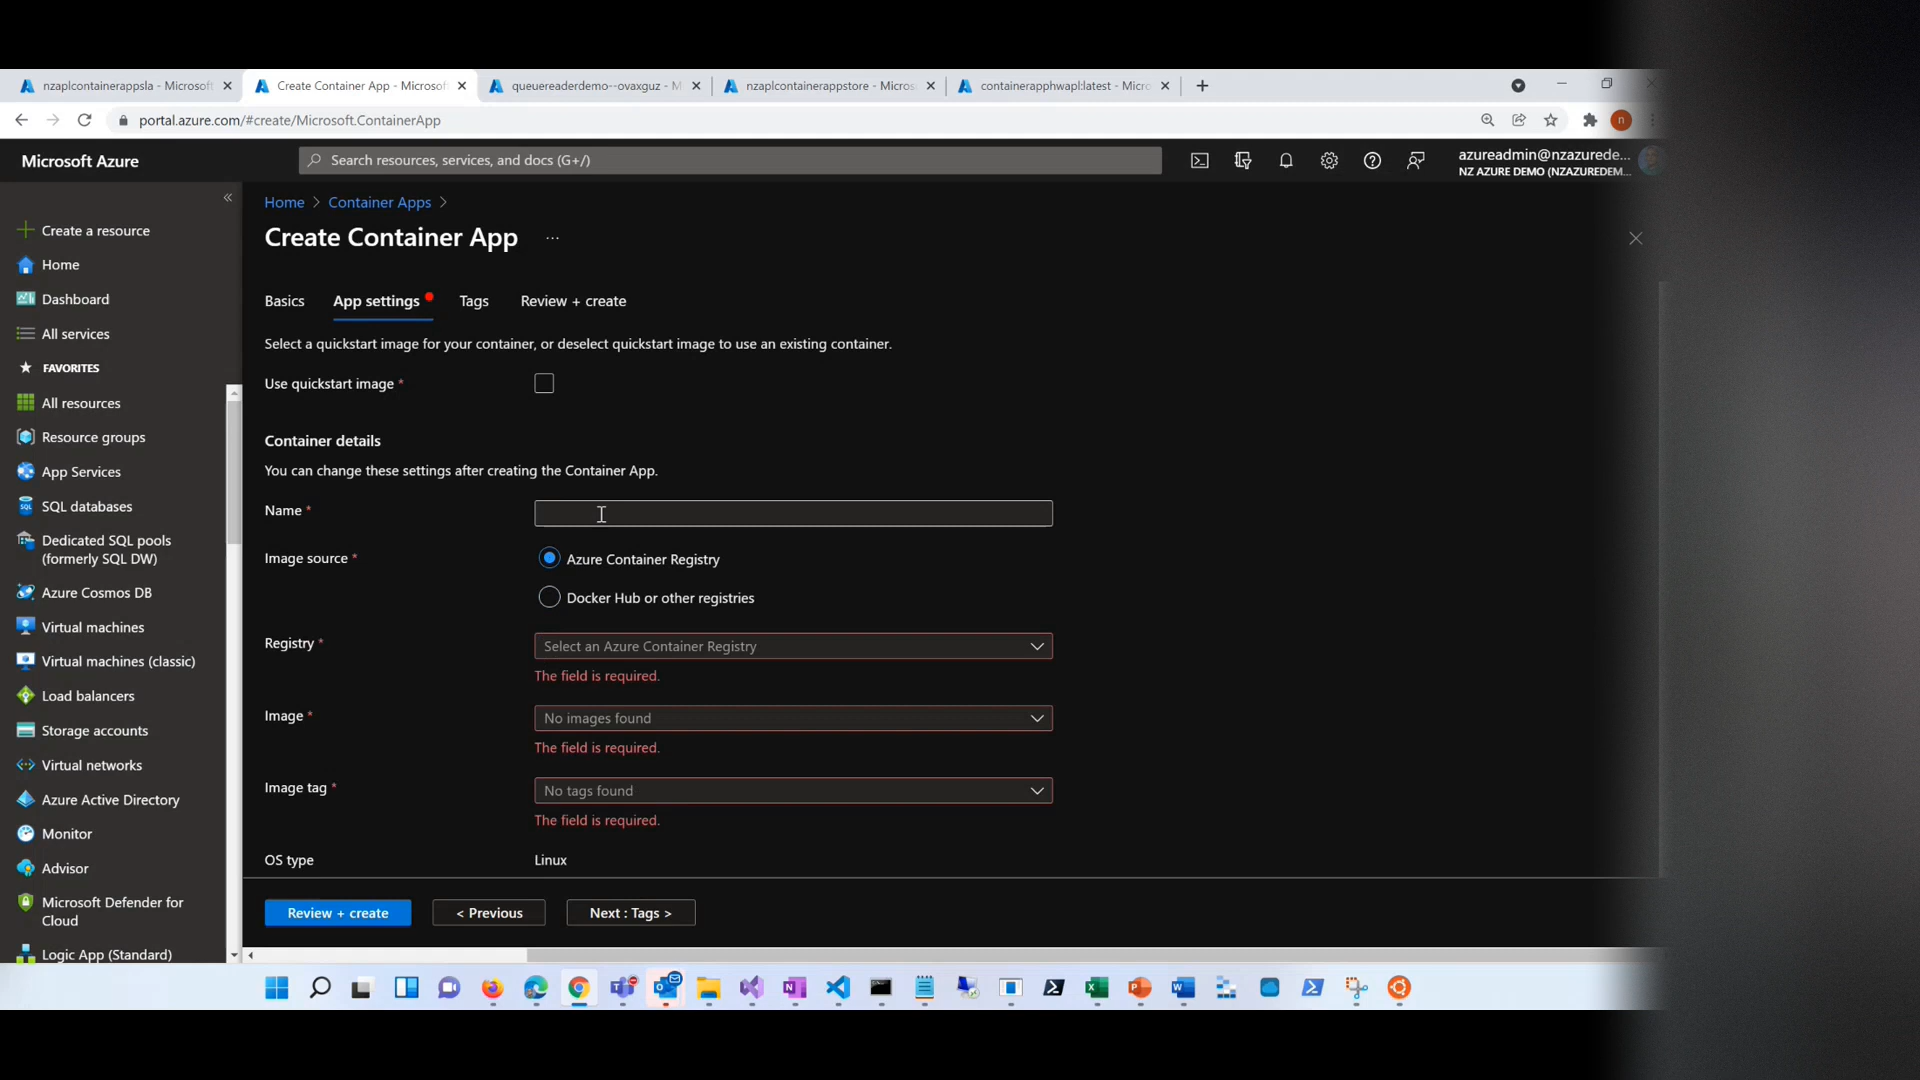 nzaplcontainerappsla - Microsoft
Create Container App - Microsof
queuereaderdemo--ovaxguz - M
nzaplcontainerappstore - Micros
containerapphwapl:latest - Micro
portal.azure.com/#create/Microsoft.ContainerApp
n
Microsoft Azure
Search resources, services, and docs (G+/)
azureadmin@nzazurede...
NZ AZURE DEMO (NZAZUREDEM...
Create a resource
Home
Dashboard
All services
FAVORITES
All resources
Resource groups
App Services
SQL databases
Dedicated SQL pools
(formerly SQL DW)
Azure Cosmos DB
Virtual machines
Virtual machines (classic)
Load balancers
Storage accounts
Virtual networks
Azure Active Directory
Monitor
Advisor
Microsoft Defender for
Cloud
Logic App (Standard)
Home > Container Apps >
Create Container App ...
Basics App settings Tags Review + create
Select a quickstart image for your container, or deselect quickstart image to use an existing container.
Use quickstart image *
Container details
You can change these settings after creating the Container App.
Name *
Image source *
Azure Container Registry
Docker Hub or other registries
Registry *
Select an Azure Container Registry
The field is required.
Image *
No images found
The field is required.
Image tag *
No tags found
The field is required.
OS type
Linux
Review + create
< Previous
Next : Tags >